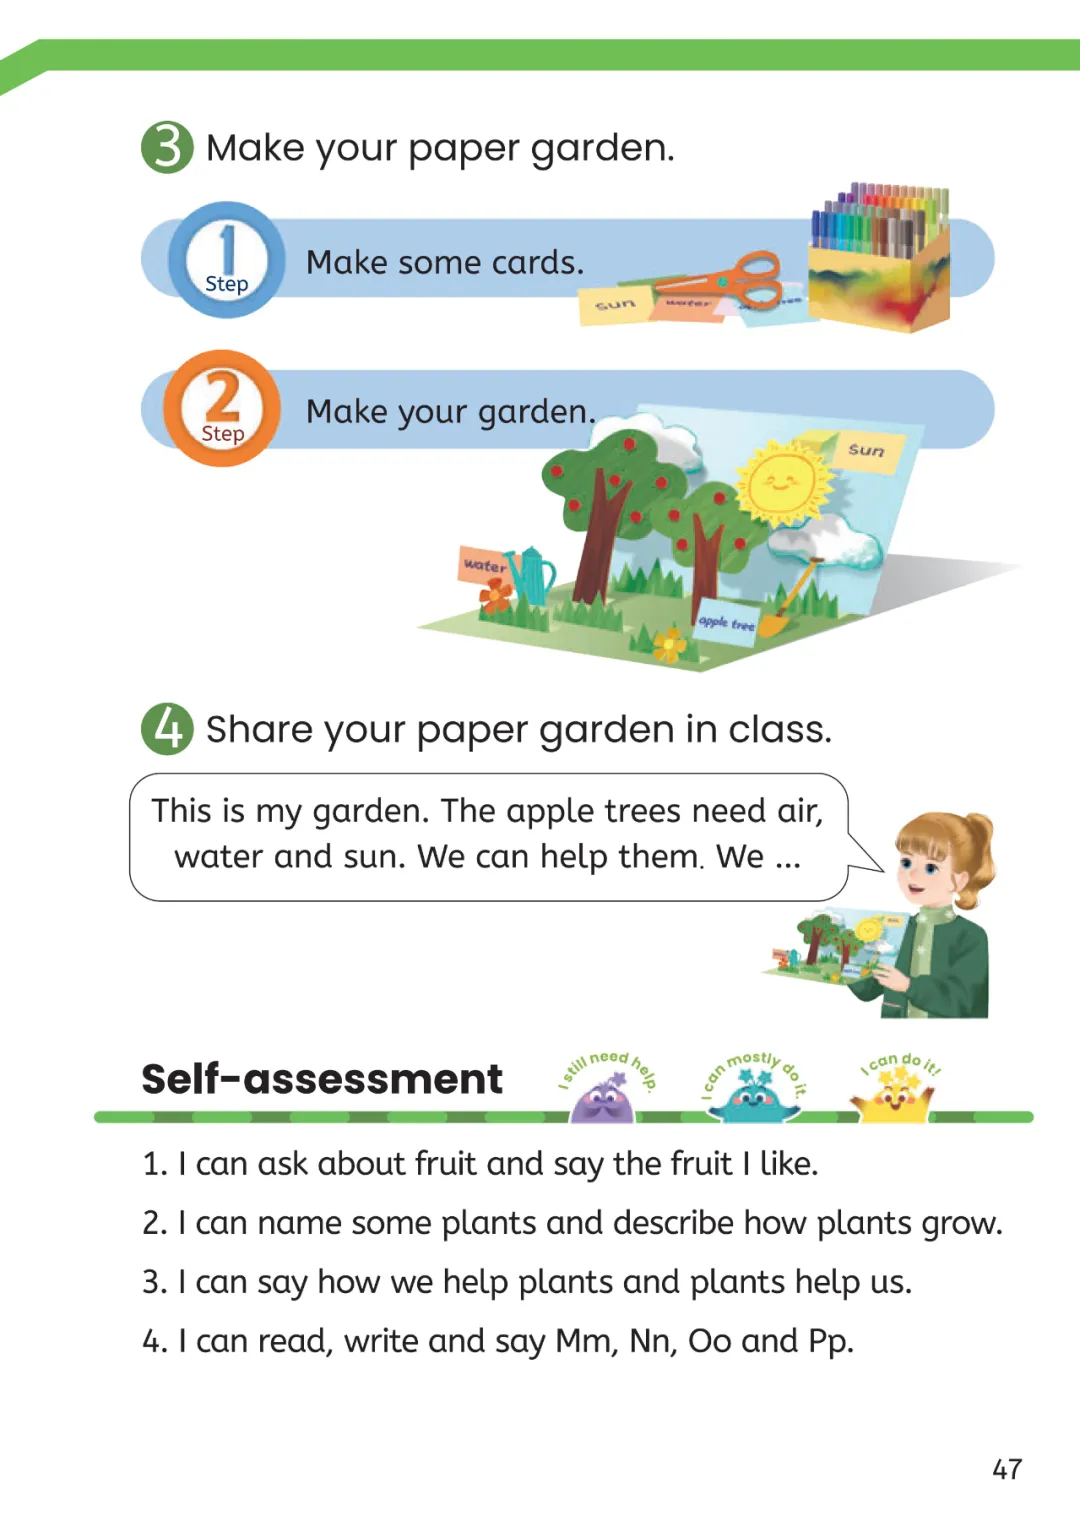 3 Make your paper garden.
1
Step
Make some cards.
sun
water
tree
2
Step
Make your garden.
sun
water
apple tree
4 Share your paper garden in class.
This is my garden. The apple trees need air,
water and sun. We can help them. We ...
Self-assessment
I still need help.
I can mostly do it.
I can do it!
1. I can ask about fruit and say the fruit I like.
2. I can name some plants and describe how plants grow.
3. I can say how we help plants and plants help us.
4. I can read, write and say Mm, Nn, Oo and Pp.
47